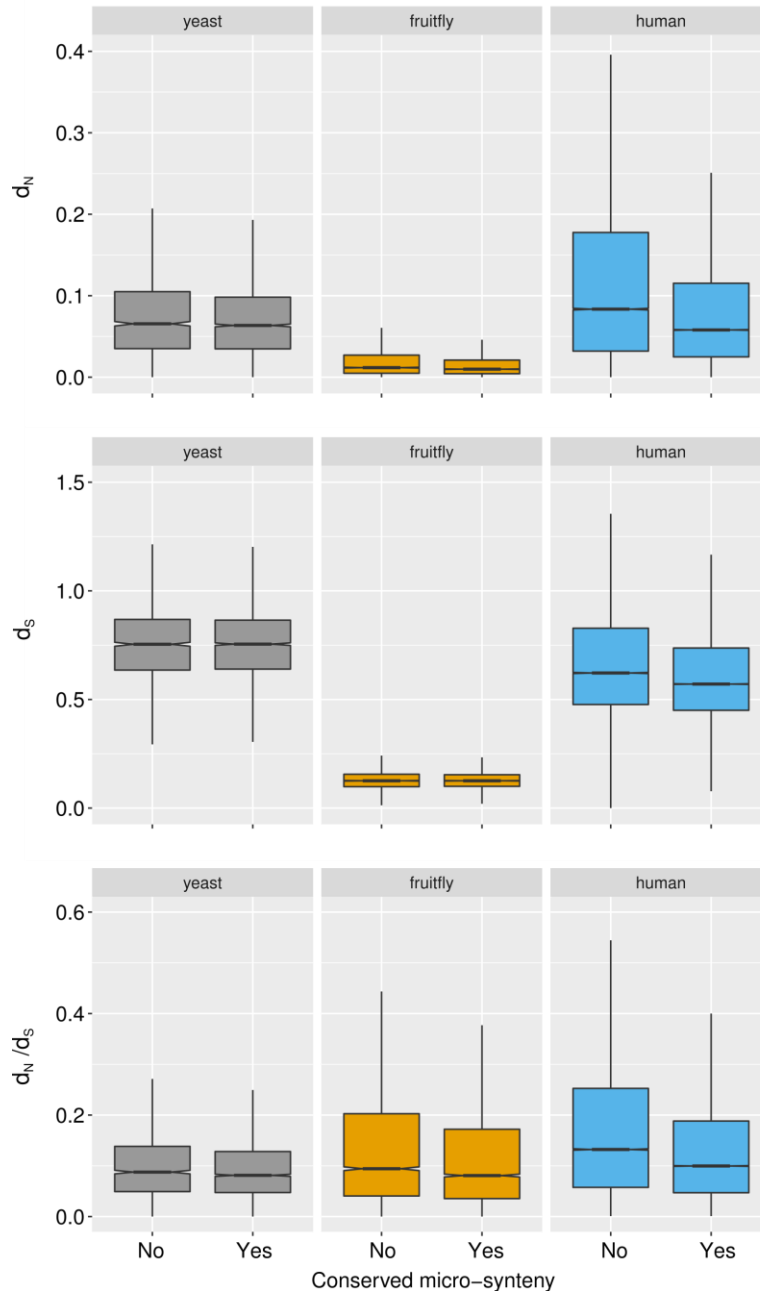 yeast fruitfly human
0.4
0.3
0.2
0.1
0.0
dN
yeast fruitfly human
1.5
1.0
0.5
0.0
dS
yeast fruitfly human
0.6
0.4
0.2
0.0
dN /dS
No Yes No Yes No Yes
Conserved micro−synteny